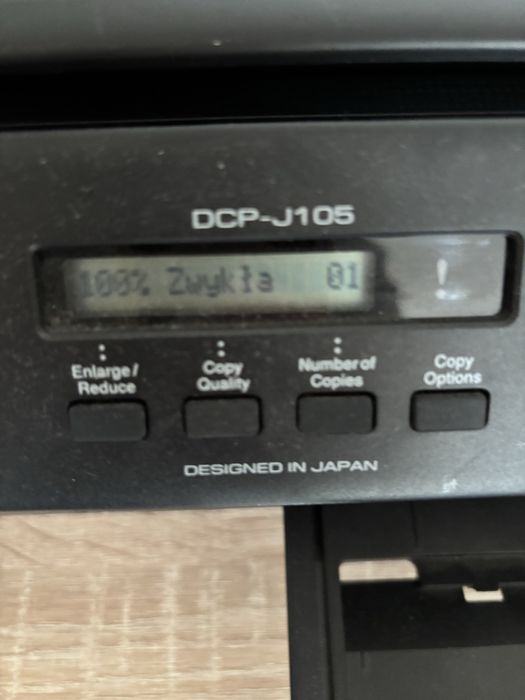 DCP-J105
100% Zwykła 01
!
Enlarge/
Reduce
Copy
Quality
Number of
Copies
Copy
Options
DESIGNED IN JAPAN